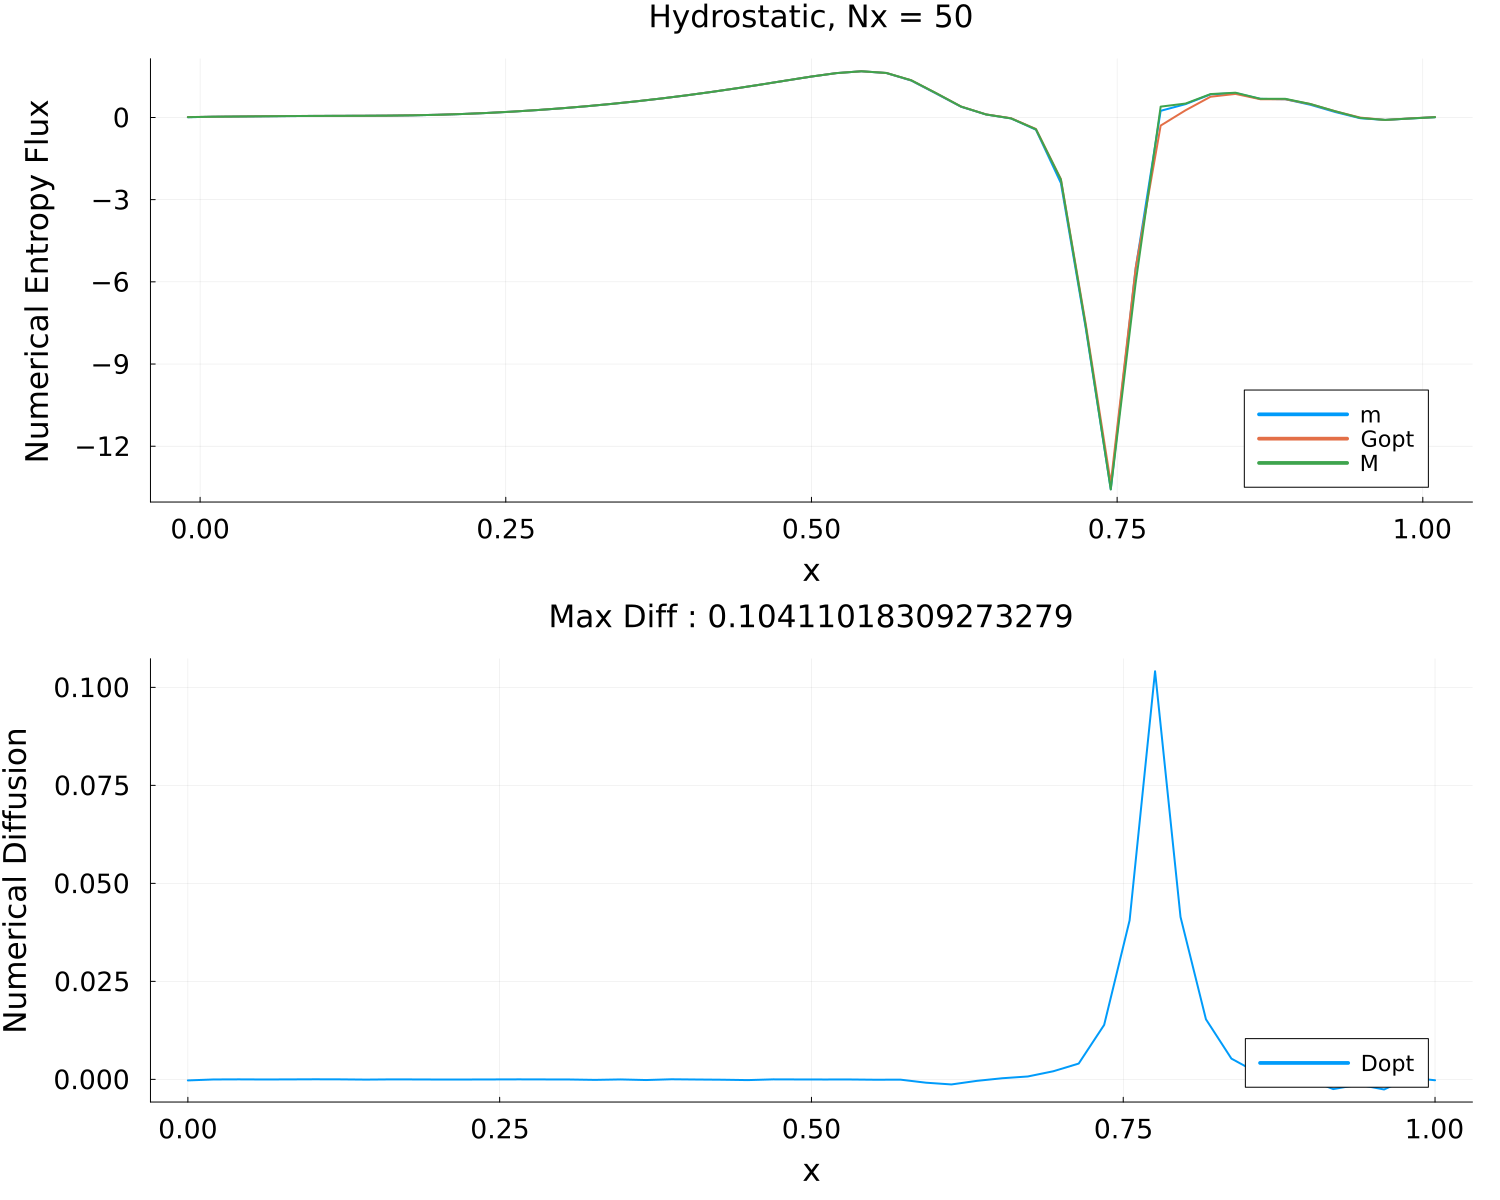 Hydrostatic, Nx = 50
Numerical Entropy Flux
0
−3
−6
−9
−12
m
Gopt
M
0.00 0.25 0.50 0.75 1.00
x
Max Diff : 0.10411018309273279
Numerical Diffusion
0.100
0.075
0.050
0.025
0.000
Dopt
0.00 0.25 0.50 0.75 1.00
x